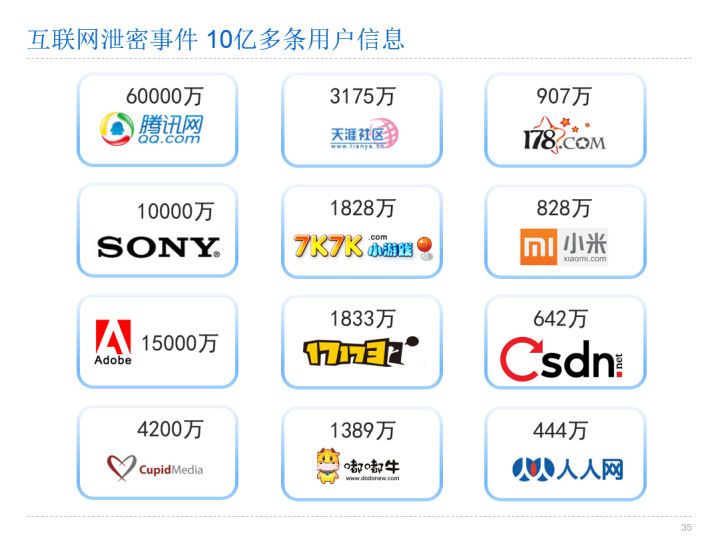 互联网泄密事件 10亿多条用户信息
60000万
腾讯网
QQ.com
3175万
天涯社区
www.tianya.cn
907万
178.COM
10000万
SONY®
1828万
7K7K.com小游戏
828万
mi 小米
xiaomi.com
Adobe
15000万
1833万
17173
642万
Csdn.net
4200万
CupidMedia
1389万
嘟嘟牛
www.dodonew.com
444万
人人网
35